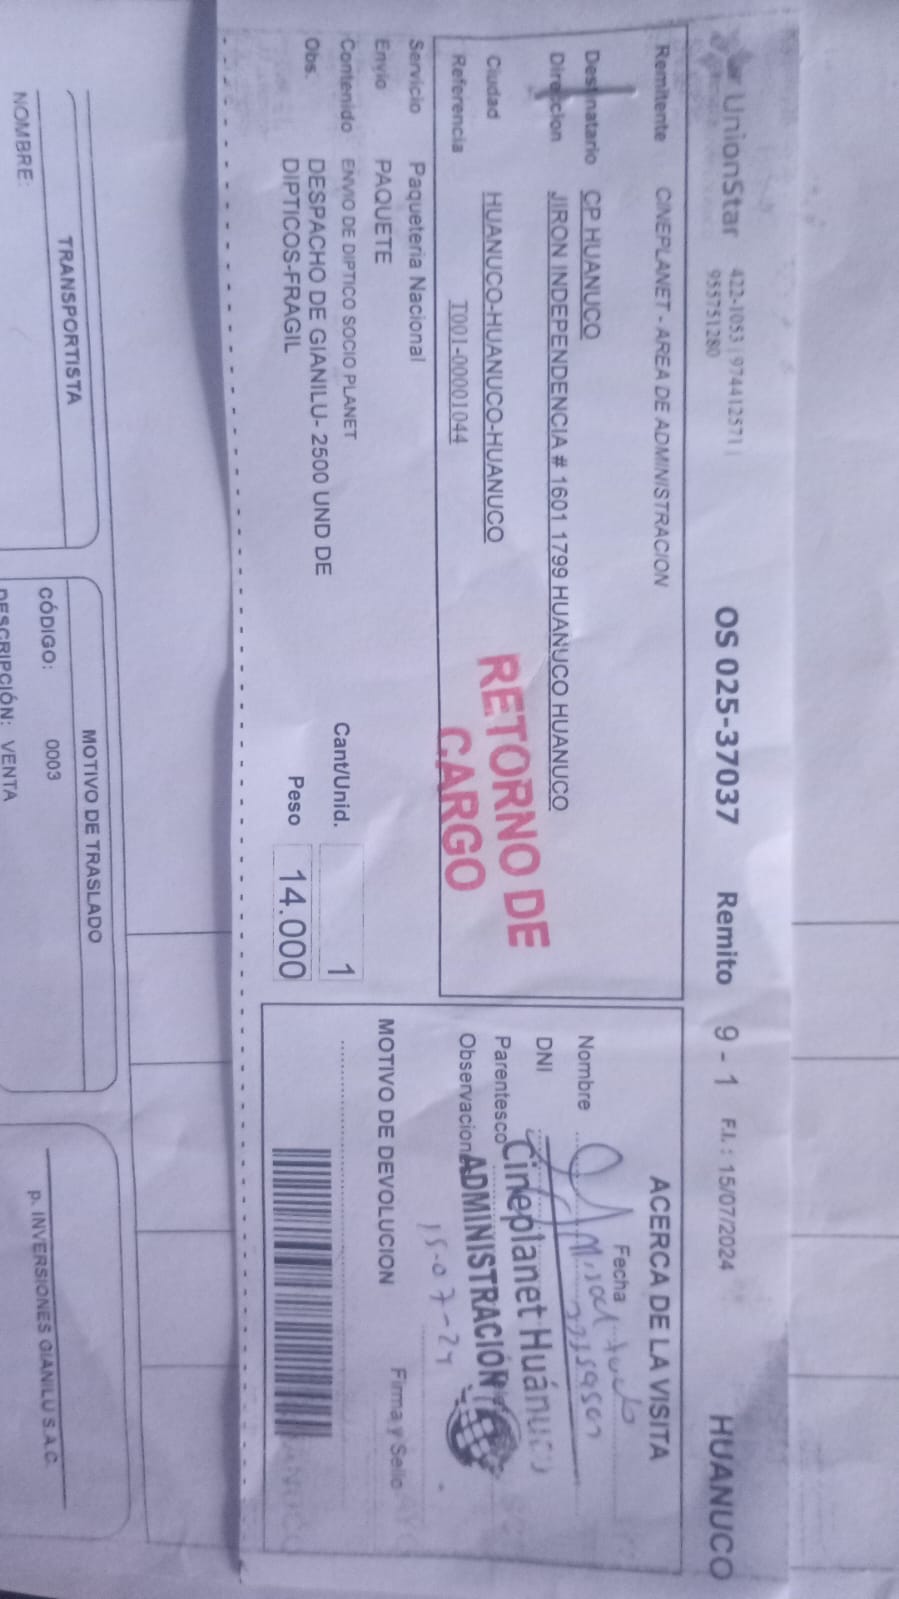 UnionStar 422-1053 | 974412571 |
955751280
OS 025-37037 Remito 9 - 1 F.I. : 15/07/2024 HUANUCO
Remitente CINEPLANET - AREA DE ADMINISTRACION
Destinatario CP HUANUCO
Direccion JIRON INDEPENDENCIA # 1601 1799 HUANUCO HUANUCO
Ciudad HUANUCO-HUANUCO-HUANUCO
Referencia T001-00001044
RETORNO DE
CARGO
Servicio Paqueteria Nacional
Envio PAQUETE
Contenido ENVIO DE DIPTICO SOCIO PLANET
Obs. DESPACHO DE GIANILU- 2500 UND DE
DIPTICOS-FRAGIL
Cant/Unid. 1
Peso 14.000
ACERCA DE LA VISITA
Fecha
Nombre
DNI
Parentesco
Cineplanet Huánuco
Observacion
ADMINISTRACIÓN
15-07-24
MOTIVO DE DEVOLUCION
Firma y Sello
TRANSPORTISTA
NOMBRE:
MOTIVO DE TRASLADO
CÓDIGO: 0003
DESCRIPCIÓN: VENTA
p. INVERSIONES GIANILU S.A.C.